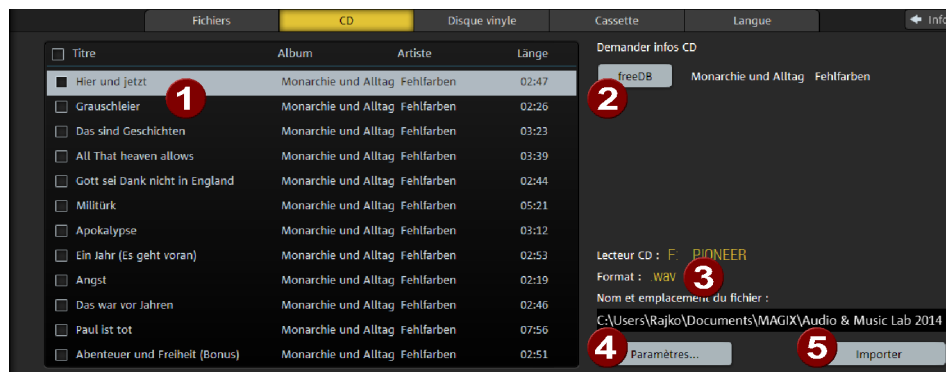 Fichiers CD Disque vinyle Cassette Langue Info
Titre Album Artiste Länge
Hier und jetzt Monarchie und Alltag Fehlfarben 02:47
Grauschleier Monarchie und Alltag Fehlfarben 02:26
Das sind Geschichten Monarchie und Alltag Fehlfarben 03:23
All That heaven allows Monarchie und Alltag Fehlfarben 03:39
Gott sei Dank nicht in England Monarchie und Alltag Fehlfarben 02:44
Militürk Monarchie und Alltag Fehlfarben 05:21
Apokalypse Monarchie und Alltag Fehlfarben 03:12
Ein Jahr (Es geht voran) Monarchie und Alltag Fehlfarben 02:53
Angst Monarchie und Alltag Fehlfarben 02:19
Das war vor Jahren Monarchie und Alltag Fehlfarben 02:46
Paul ist tot Monarchie und Alltag Fehlfarben 07:56
Abenteuer und Freiheit (Bonus) Monarchie und Alltag Fehlfarben 02:51
1
Demander infos CD
freeDB Monarchie und Alltag Fehlfarben
2
Lecteur CD : F: PIONEER
Format : .wav
3
Nom et emplacement du fichier :
C:\Users\Rajko\Documents\MAGIX\Audio & Music Lab 2014
4 Paramètres... 5 Importer